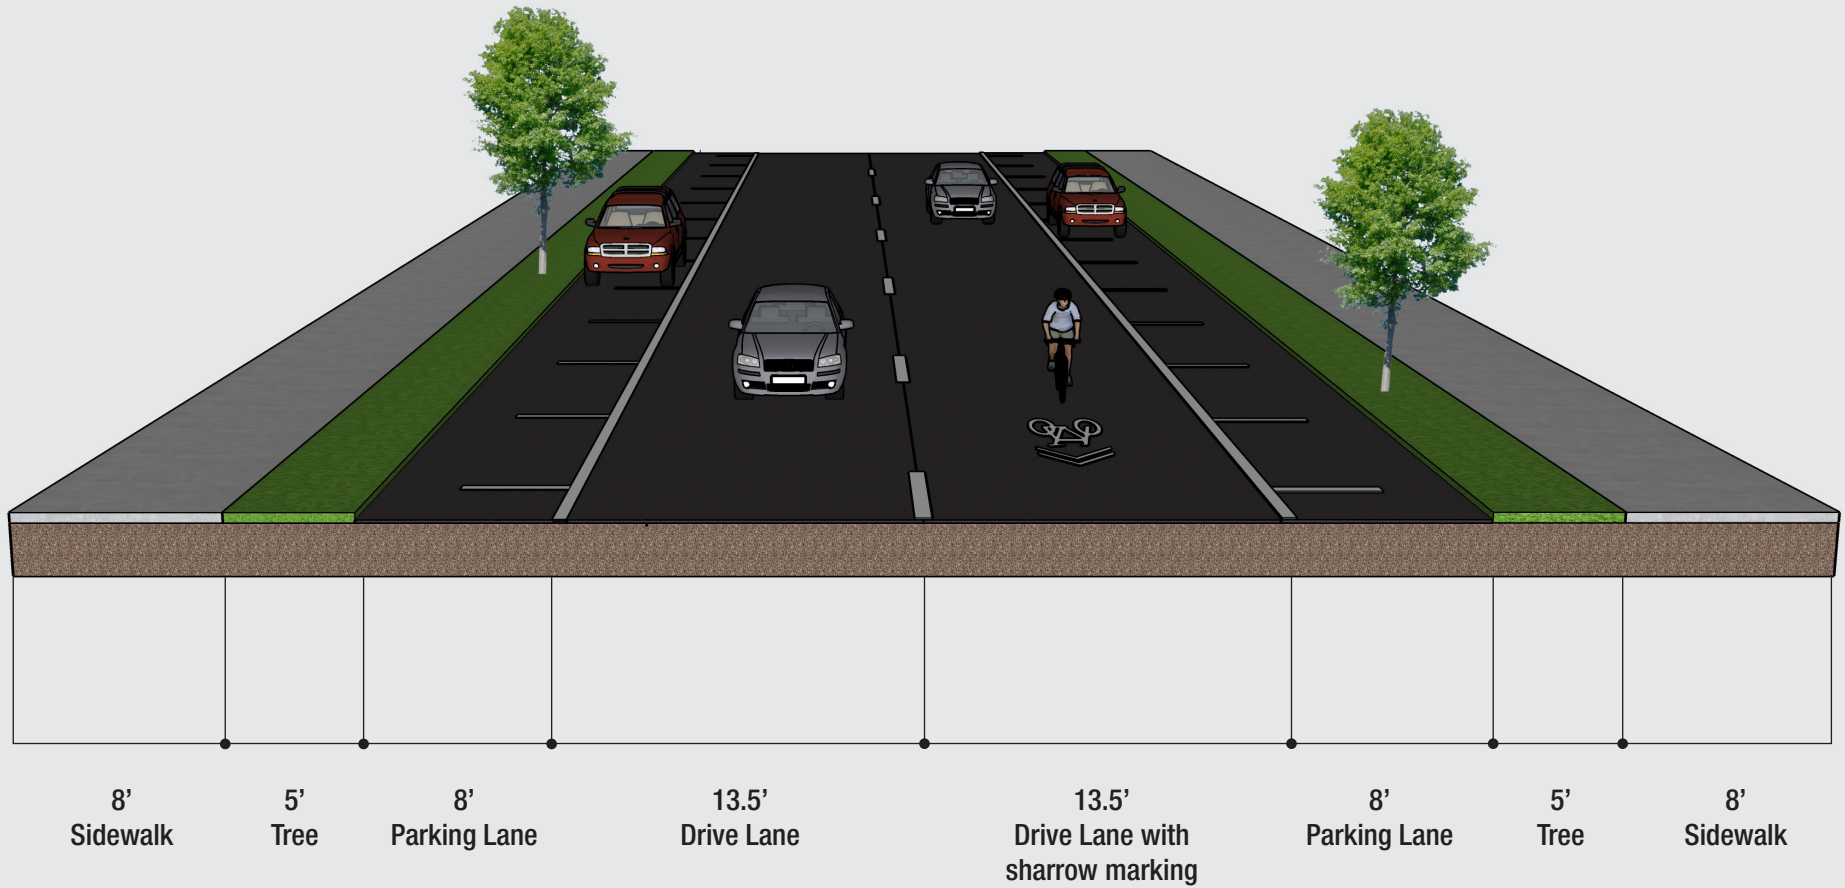 8’
Sidewalk
5’
Tree
8’
Parking Lane
13.5’
Drive Lane
13.5’
Drive Lane with
sharrow marking
8’
Parking Lane
5’
Tree
8’
Sidewalk